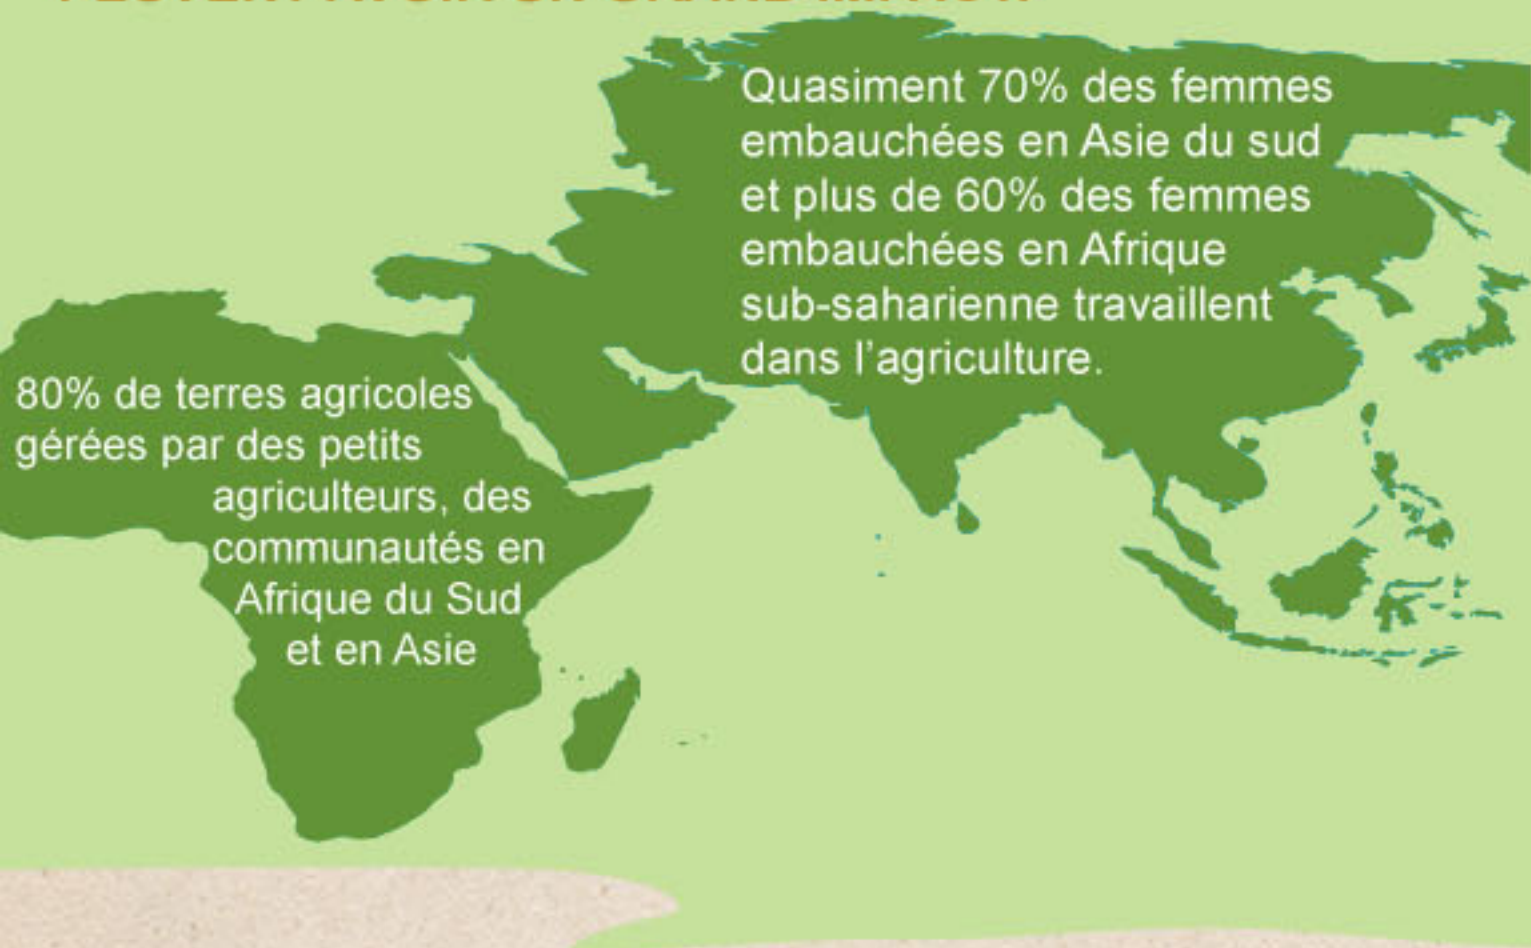 80% de terres agricoles
gérées par des petits
agriculteurs, des
communautés en
Afrique du Sud
et en Asie
Quasiment 70% des femmes
embauchées en Asie du sud
et plus de 60% des femmes
embauchées en Afrique
sub-saharienne travaillent
dans l’agriculture.